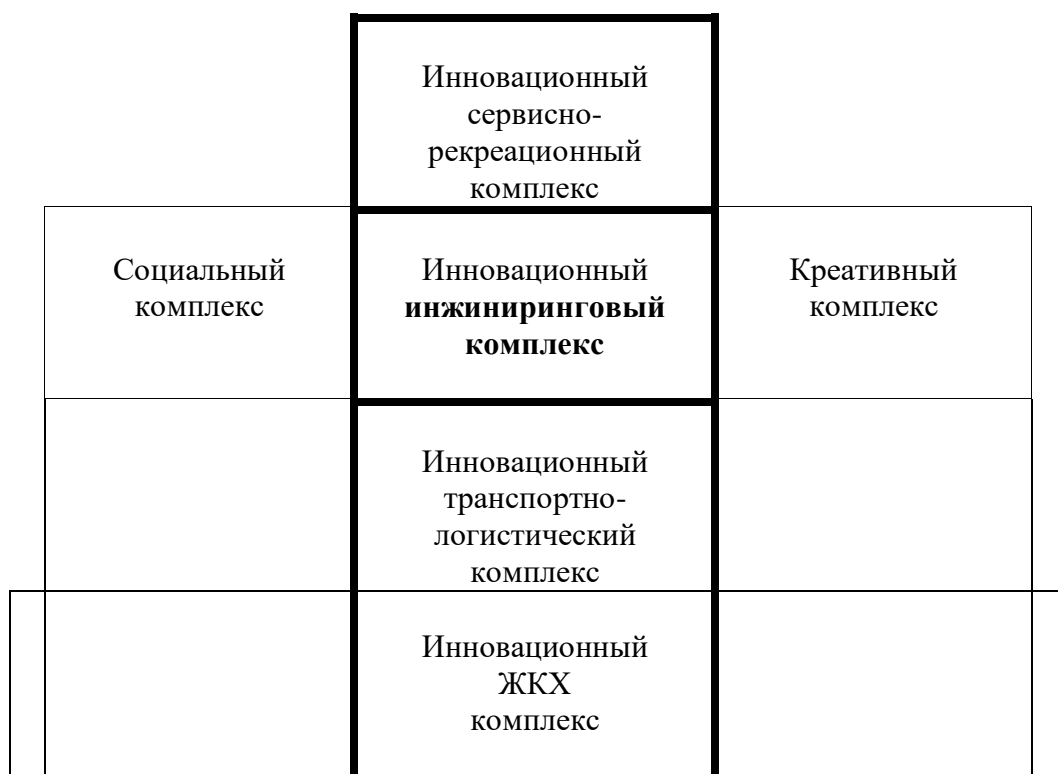 Инновационный
сервисно-
рекреационный
комплекс
Социальный
комплекс
Инновационный
инжиниринговый
комплекс
Креативный
комплекс
Инновационный
транспортно-
логистический
комплекс
Инновационный
ЖКХ
комплекс